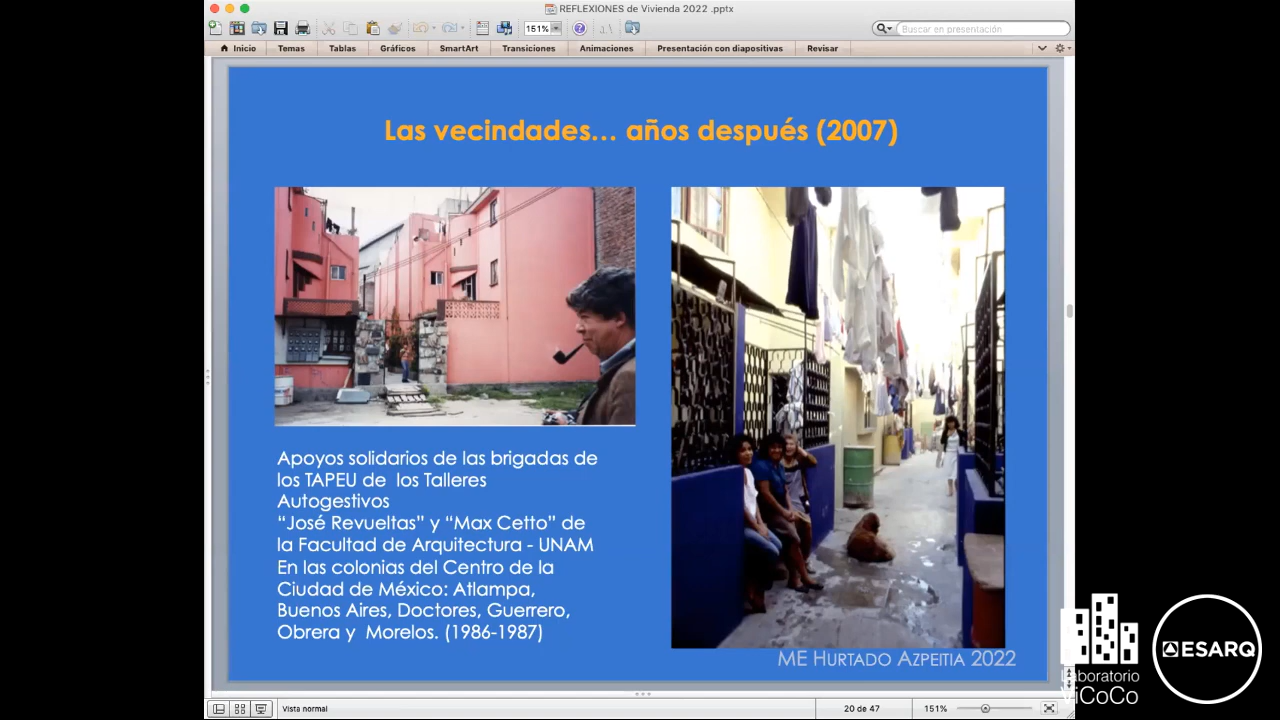 REFLEXIONES de Vivienda 2022 .pptx
151%
Buscar en presentación
Inicio Temas Tablas Gráficos SmartArt Transiciones Animaciones Presentación con diapositivas Revisar
Las vecindades... años después (2007)
Apoyos solidarios de las brigadas de
los TAPEU de los Talleres
Autogestivos
“José Revueltas” y “Max Cetto” de
la Facultad de Arquitectura - UNAM
En las colonias del Centro de la
Ciudad de México: Atlampa,
Buenos Aires, Doctores, Guerrero,
Obrera y Morelos. (1986-1987)
ME HURTADO AZPEITIA 2022
Laboratorio
ViCoCo
ESARQ
Vista normal
20 de 47
151%